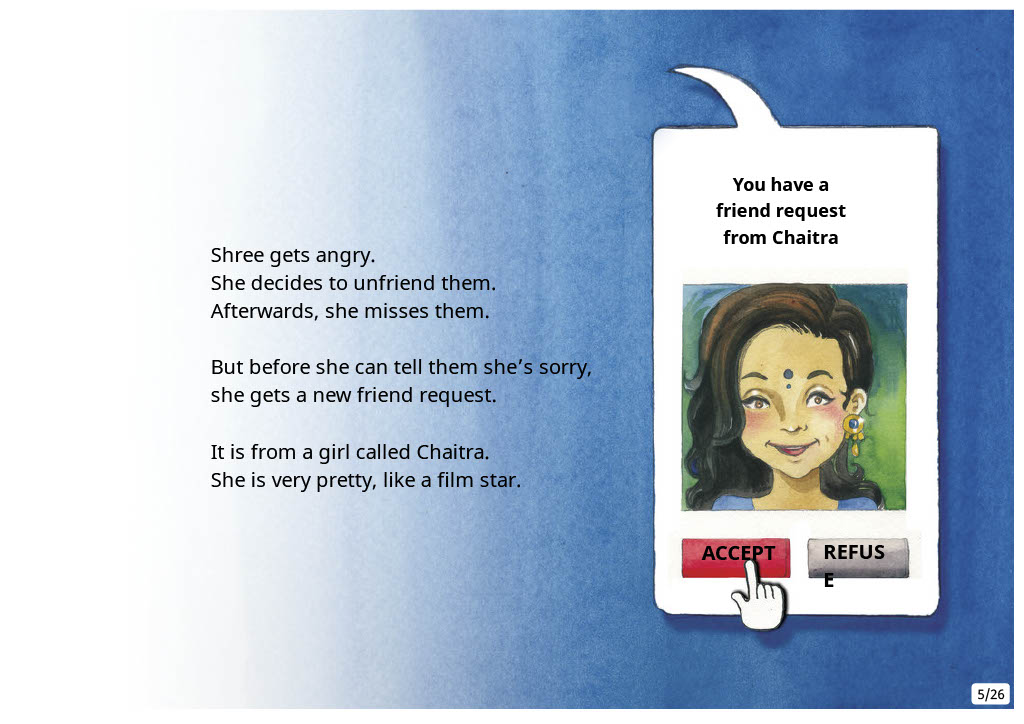 Shree gets angry.
She decides to unfriend them.
Afterwards, she misses them.
But before she can tell them she’s sorry,
she gets a new friend request.
It is from a girl called Chaitra.
She is very pretty, like a film star.
You have a
friend request
from Chaitra
ACCEPT
REFUS
E
5/26